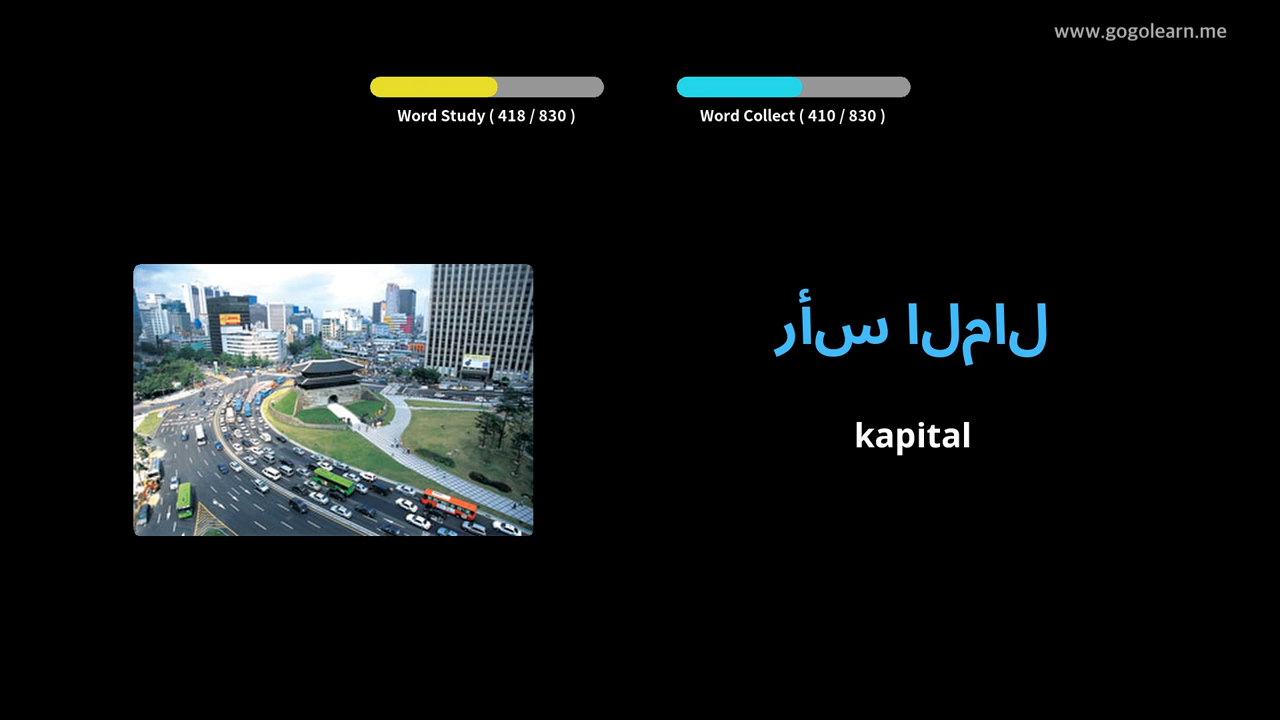 www.gogolearn.me
Word Study ( 418 / 830 )
Word Collect ( 410 / 830 )
رأس المال
kapital